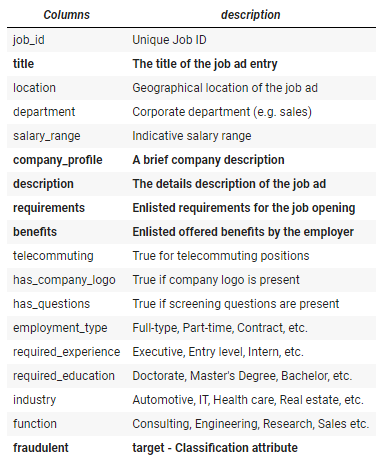 Columns description
job_id Unique Job ID
title The title of the job ad entry
location Geographical location of the job ad
department Corporate department (e.g. sales)
salary_range Indicative salary range
company_profile A brief company description
description The details description of the job ad
requirements Enlisted requirements for the job opening
benefits Enlisted offered benefits by the employer
telecommuting True for telecommuting positions
has_company_logo True if company logo is present
has_questions True if screening questions are present
employment_type Full-type, Part-time, Contract, etc.
required_experience Executive, Entry level, Intern, etc.
required_education Doctorate, Master's Degree, Bachelor, etc.
industry Automotive, IT, Health care, Real estate, etc.
function Consulting, Engineering, Research, Sales etc.
fraudulent target - Classification attribute